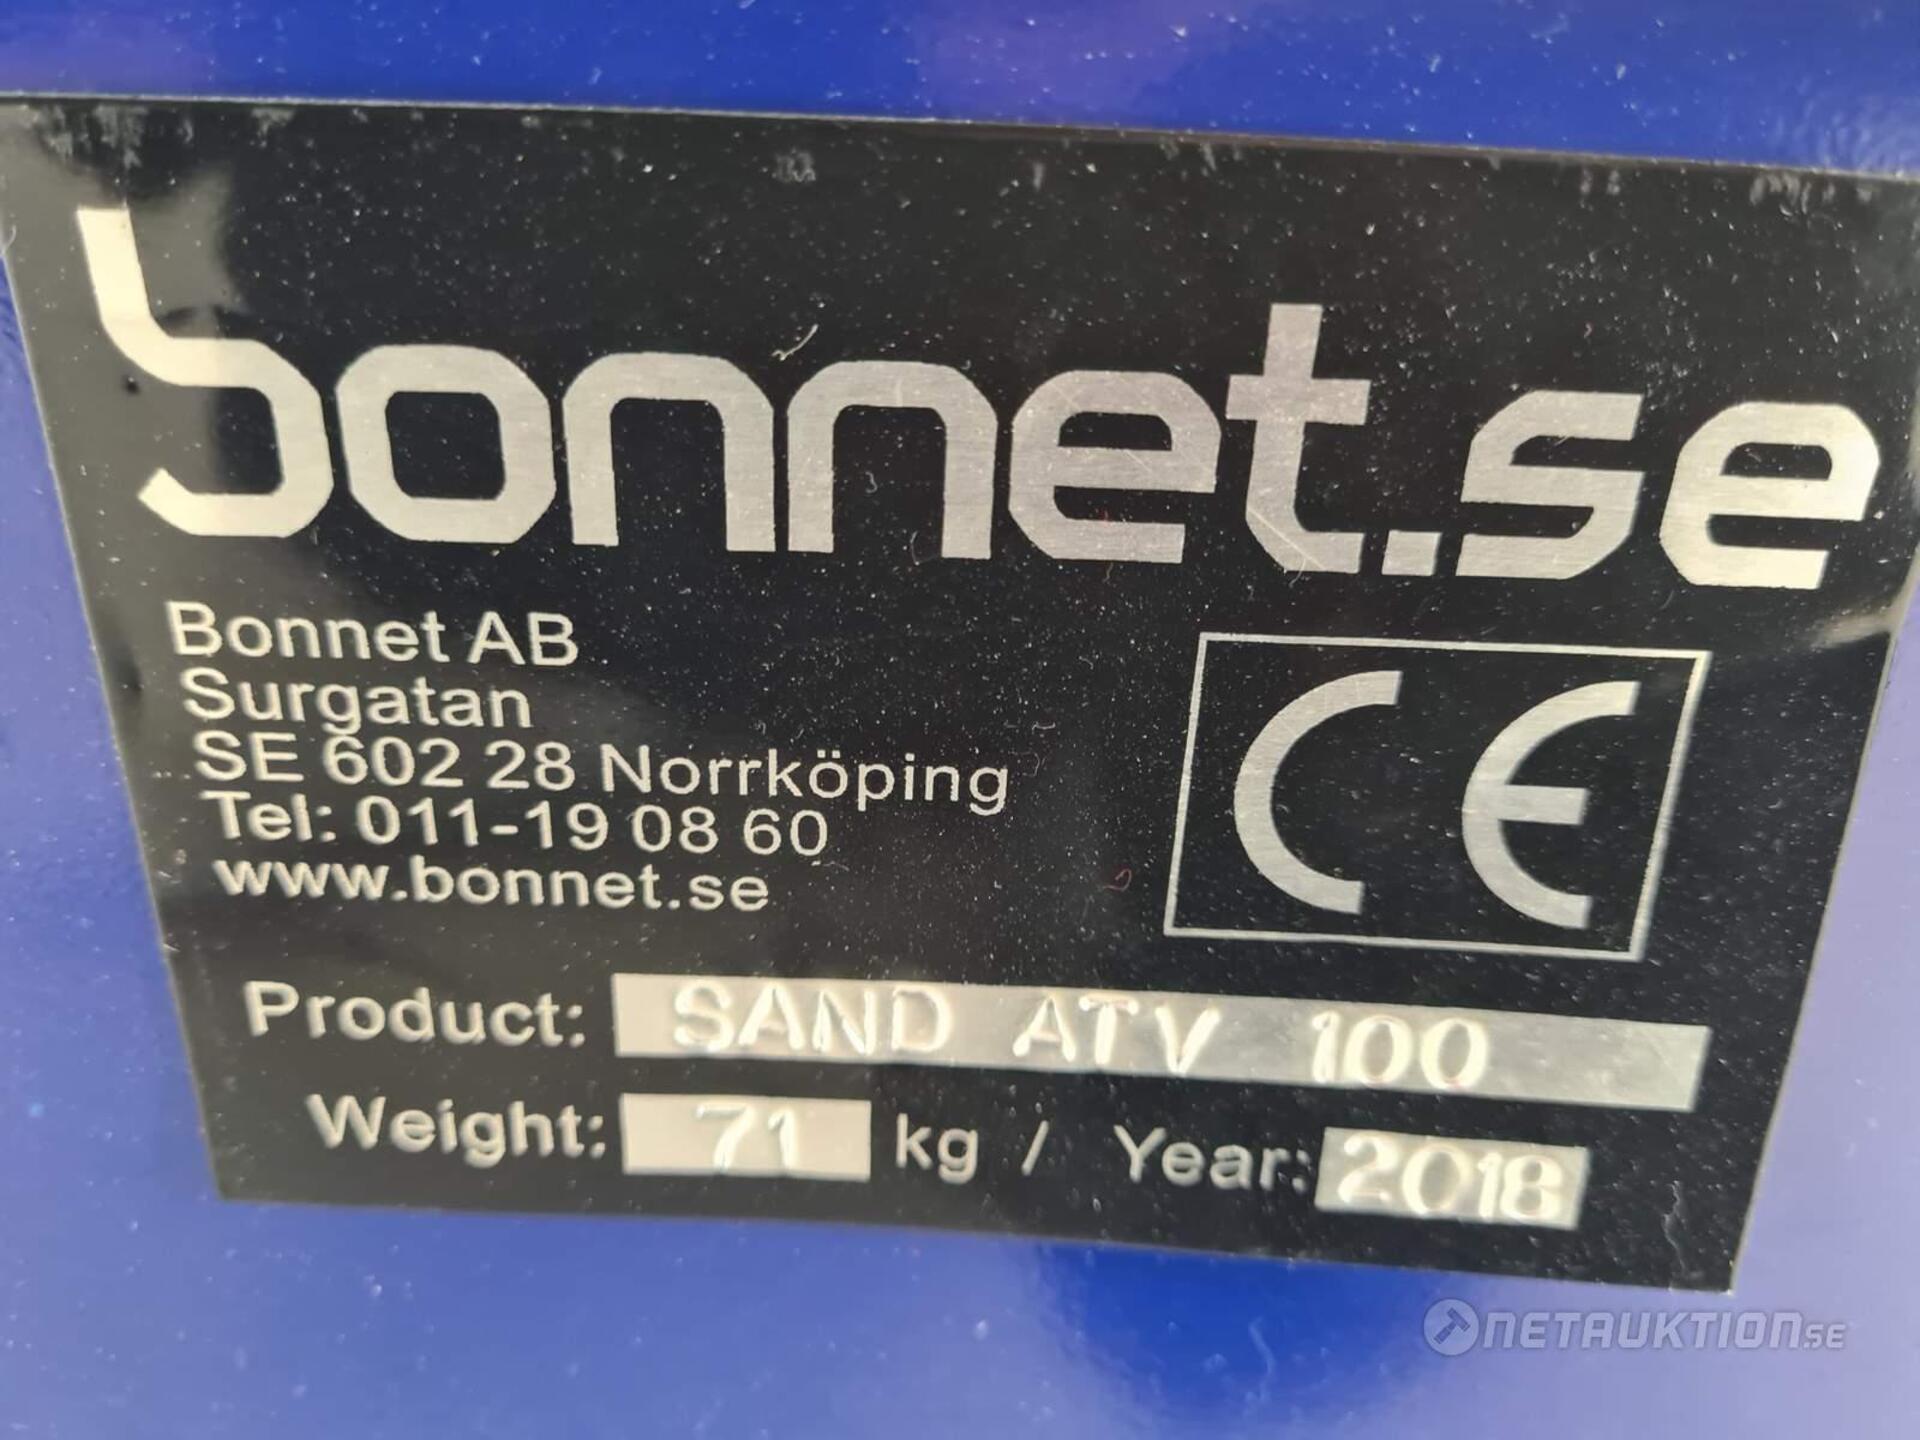 bonnet.se
Bonnet AB
Surgatan
SE 602 28 Norrköping
Tel: 011-19 08 60
www.bonnet.se
CE
Product: SAND ATV 100
Weight: 71 kg / Year: 2018
NETAUKTION.SE